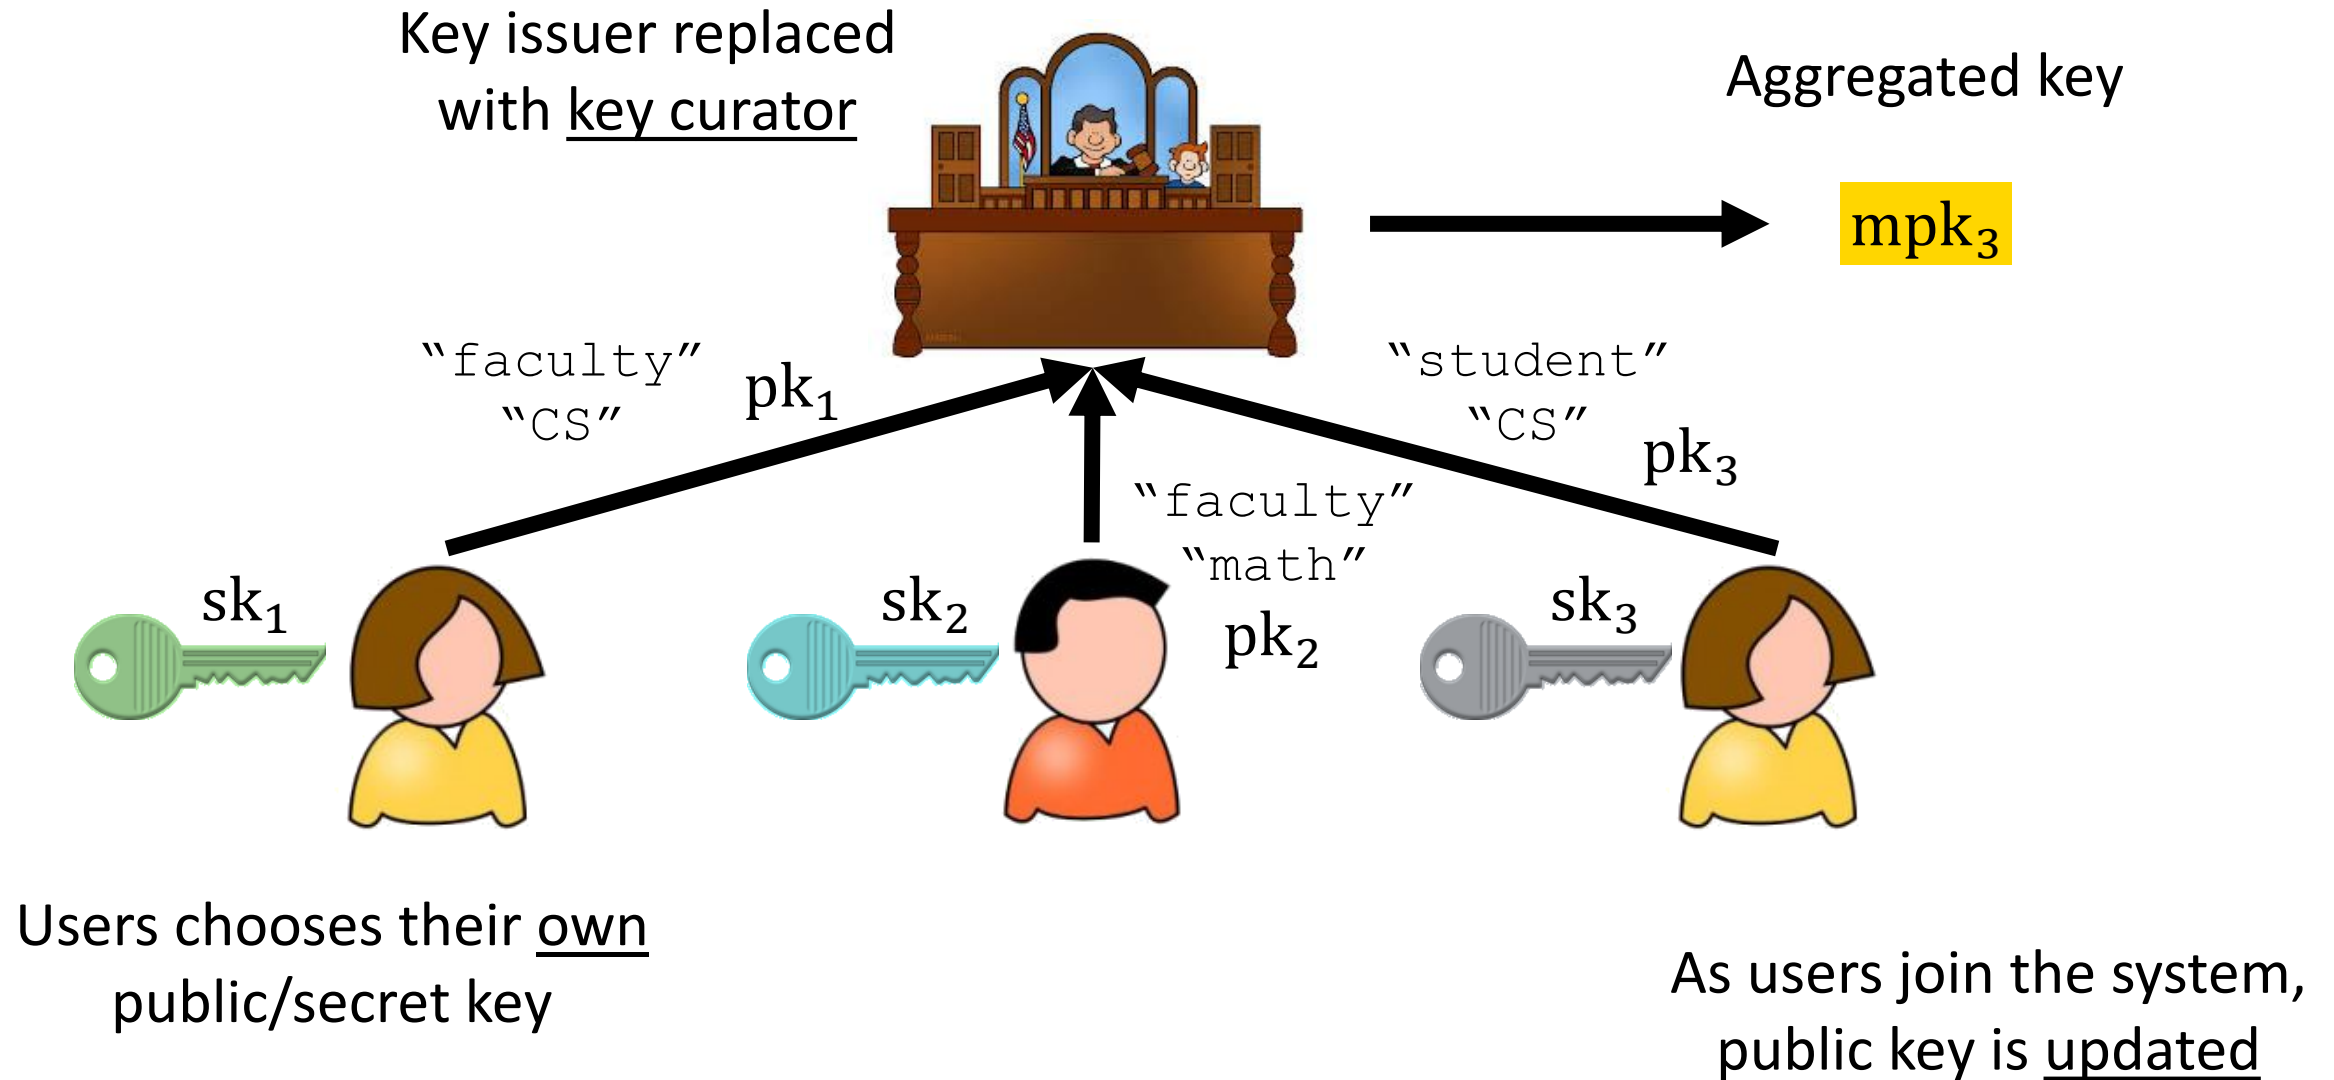 Key issuer replaced
with key curator
Aggregated key
mpk₃
“faculty”
“CS”
pk₁
“student”
“CS”
pk₃
“faculty”
“math”
pk₂
sk₁
sk₂
sk₃
Users chooses their own
public/secret key
As users join the system,
public key is updated